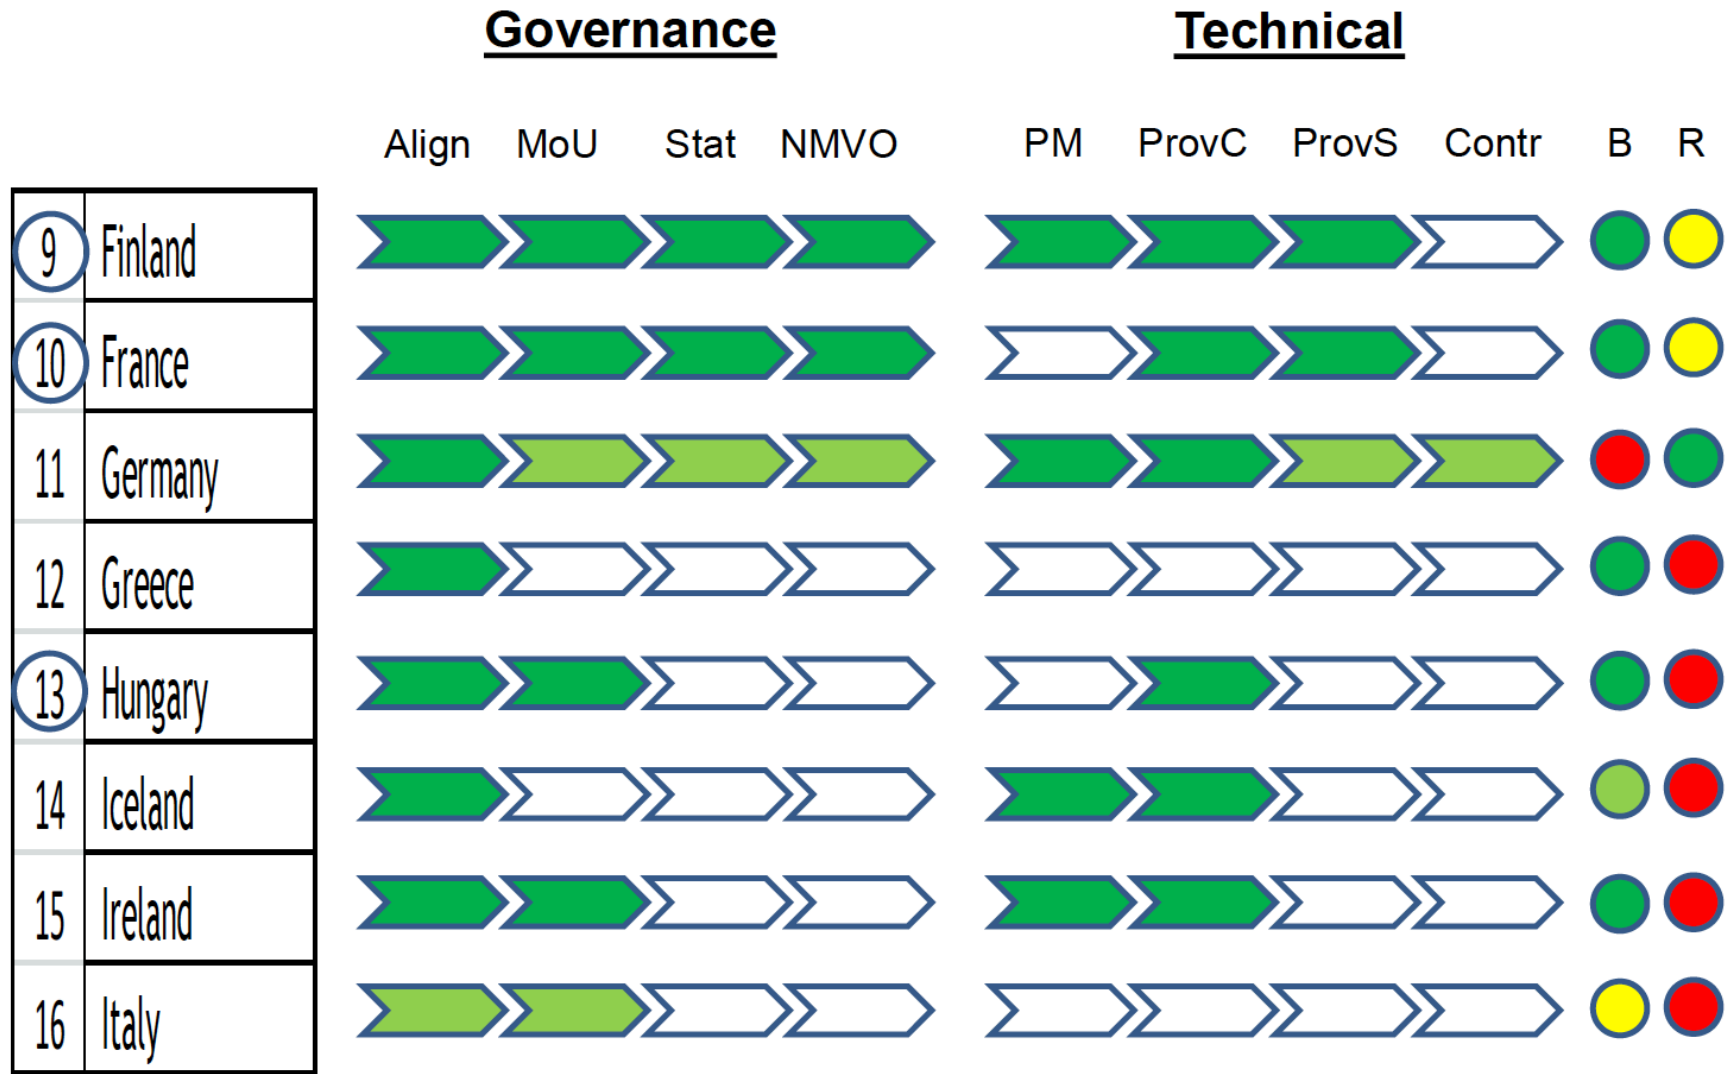 Governance Technical
Align MoU Stat NMVO PM ProvC ProvS Contr B R
9 Finland
10 France
11 Germany
12 Greece
13 Hungary
14 Iceland
15 Ireland
16 Italy